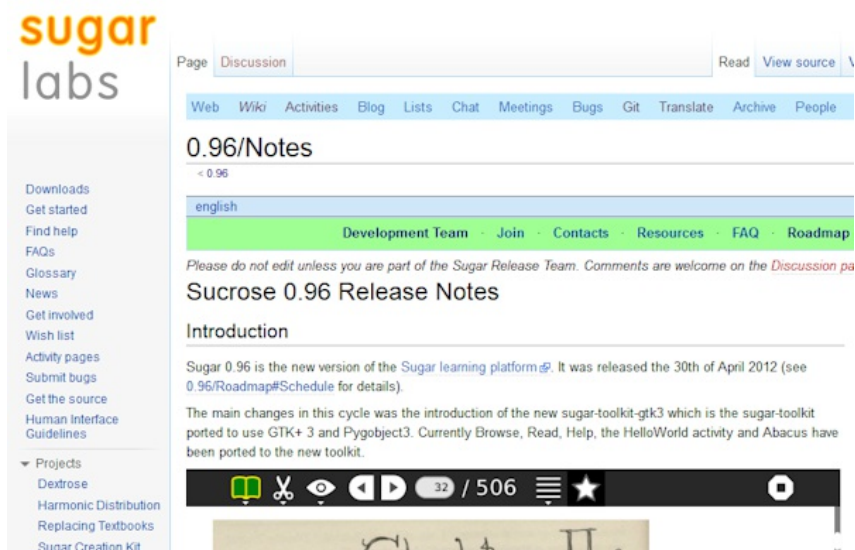 sugar
labs
Page Discussion
Read View source
Web Wiki Activities Blog Lists Chat Meetings Bugs Git Translate Archive People
0.96/Notes
< 0.96
english
Development Team · Join · Contacts · Resources · FAQ · Roadmap
Please do not edit unless you are part of the Sugar Release Team. Comments are welcome on the Discussion pa
Sucrose 0.96 Release Notes
Introduction
Sugar 0.96 is the new version of the Sugar learning platform. It was released the 30th of April 2012 (see
0.96/Roadmap#Schedule for details).
The main changes in this cycle was the introduction of the new sugar-toolkit-gtk3 which is the sugar-toolkit
ported to use GTK+ 3 and Pygobject3. Currently Browse, Read, Help, the HelloWorld activity and Abacus have
been ported to the new toolkit.
32 / 506
Downloads
Get started
Find help
FAQs
Glossary
News
Get involved
Wish list
Activity pages
Submit bugs
Get the source
Human Interface
Guidelines
Projects
Dextrose
Harmonic Distribution
Replacing Textbooks
Sugar Creation Kit